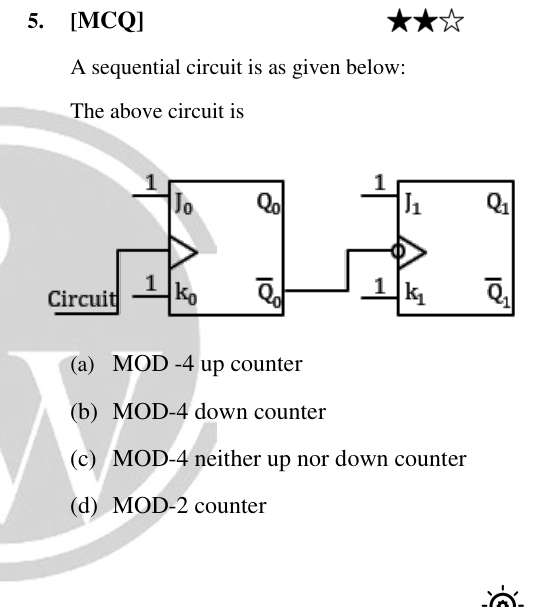 5. [MCQ] ★★☆
A sequential circuit is as given below:
The above circuit is
1 J₀ Q₀ 1 J₁ Q₁
Circuit 1 k₀ Q̅₀ 1 k₁ Q̅₁
(a) MOD -4 up counter
(b) MOD-4 down counter
(c) MOD-4 neither up nor down counter
(d) MOD-2 counter